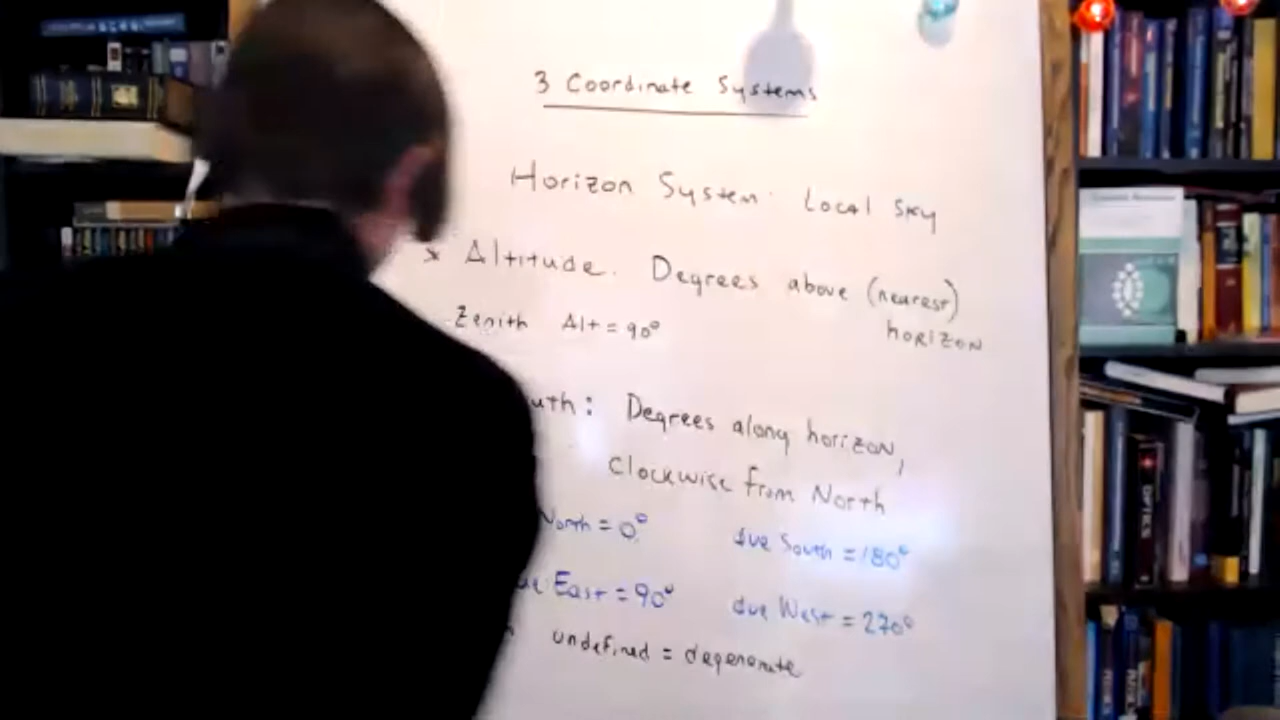 3 Coordinate Systems
Horizon System: Local Sky
* Altitude. Degrees above (nearest)
horizon
Zenith Alt = 90°
uth: Degrees along horizon,
Clockwise from North
North = 0° due South = 180°
ue East = 90° due West = 270°
undefined = degenerate
OPTICS